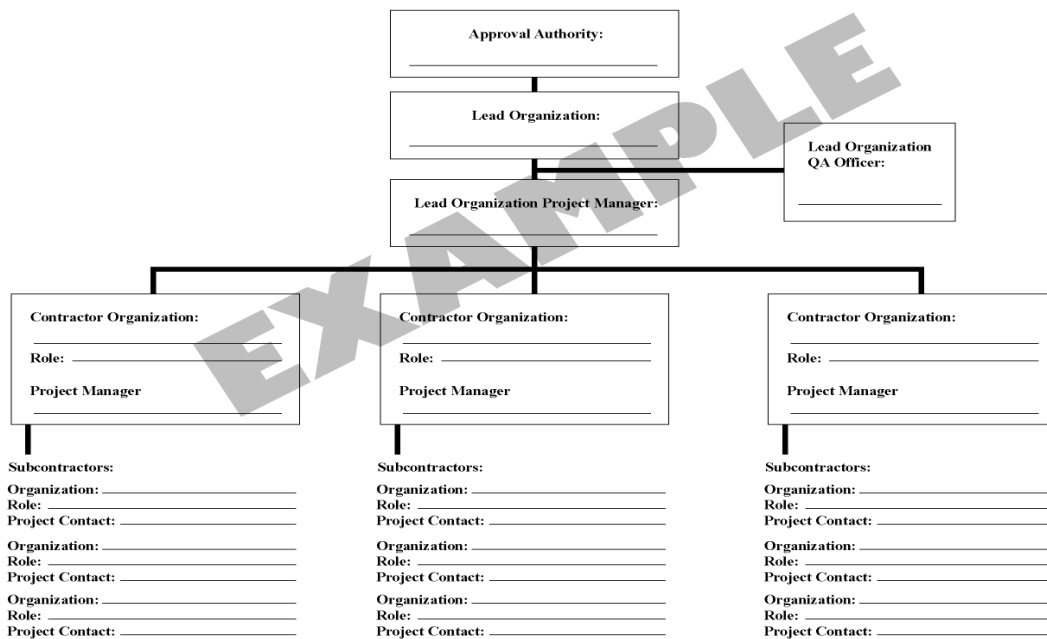 Approval Authority:
Lead Organization:
Lead Organization
QA Officer:
Lead Organization Project Manager:
EXAMPLE
Contractor Organization:
Role:
Project Manager
Contractor Organization:
Role:
Project Manager
Contractor Organization:
Role:
Project Manager
Subcontractors:
Organization:
Role:
Project Contact:
Organization:
Role:
Project Contact:
Organization:
Role:
Project Contact:
Subcontractors:
Organization:
Role:
Project Contact:
Organization:
Role:
Project Contact:
Organization:
Role:
Project Contact:
Subcontractors:
Organization:
Role:
Project Contact:
Organization:
Role:
Project Contact:
Organization:
Role:
Project Contact: